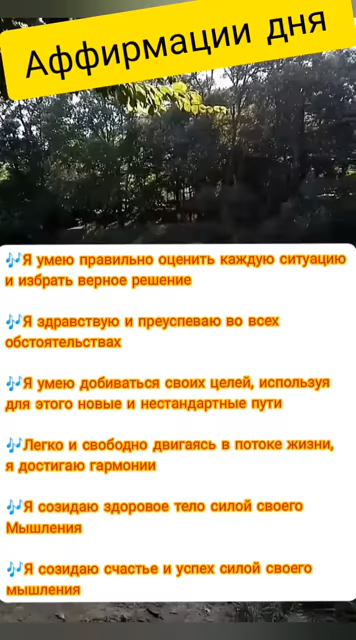 Аффирмации дня
🎶Я умею правильно оценить каждую ситуацию
и избрать верное решение
🎶Я здравствую и преуспеваю во всех
обстоятельствах
🎶Я умею добиваться своих целей, используя
для этого новые и нестандартные пути
🎶Легко и свободно двигаясь в потоке жизни,
я достигаю гармонии
🎶Я созидаю здоровое тело силой своего
Мышления
🎶Я созидаю счастье и успех силой своего
мышления